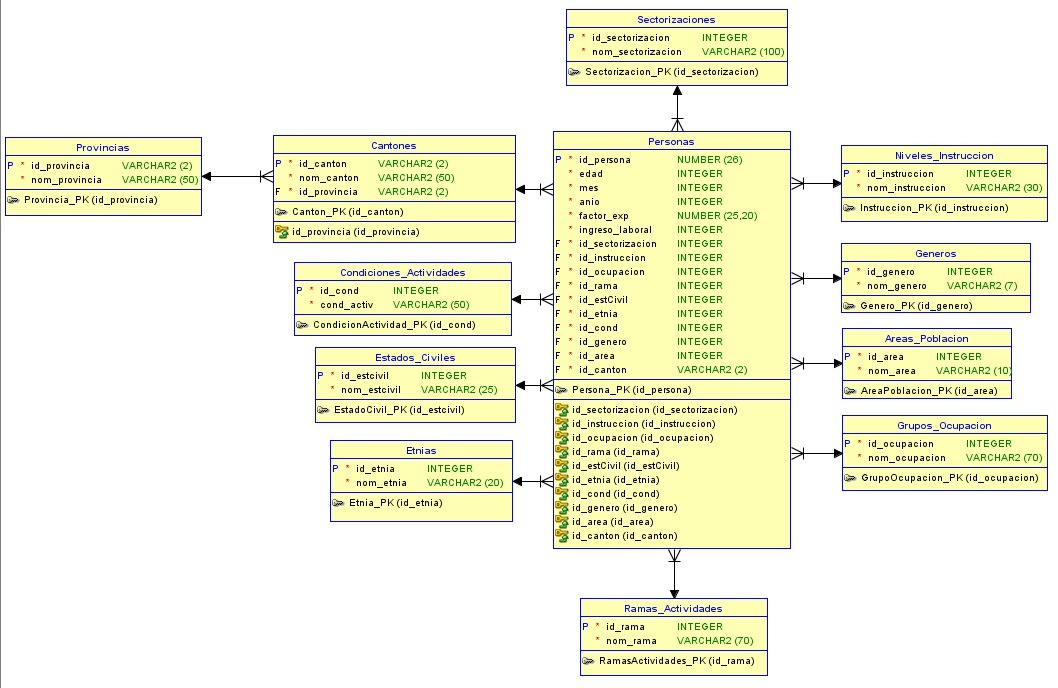 Sectorizaciones
P * id_sectorizacion INTEGER
* nom_sectorizacion VARCHAR2 (100)
Sectorizacion_PK (id_sectorizacion)
Provincias
P * id_provincia VARCHAR2 (2)
* nom_provincia VARCHAR2 (50)
Provincia_PK (id_provincia)
Cantones
P * id_canton VARCHAR2 (2)
* nom_canton VARCHAR2 (50)
F * id_provincia VARCHAR2 (2)
Canton_PK (id_canton)
id_provincia (id_provincia)
Condiciones_Actividades
P * id_cond INTEGER
* cond_activ VARCHAR2 (50)
CondicionActividad_PK (id_cond)
Estados_Civiles
P * id_estcivil INTEGER
* nom_estcivil VARCHAR2 (25)
EstadoCivil_PK (id_estcivil)
Etnias
P * id_etnia INTEGER
* nom_etnia VARCHAR2 (20)
Etnia_PK (id_etnia)
Personas
P * id_persona NUMBER (26)
* edad INTEGER
* mes INTEGER
* anio INTEGER
* factor_exp NUMBER (25,20)
* ingreso_laboral INTEGER
F * id_sectorizacion INTEGER
F * id_instruccion INTEGER
F * id_ocupacion INTEGER
F * id_rama INTEGER
F * id_estCivil INTEGER
F * id_etnia INTEGER
F * id_cond INTEGER
F * id_genero INTEGER
F * id_area INTEGER
F * id_canton VARCHAR2 (2)
Persona_PK (id_persona)
id_sectorizacion (id_sectorizacion)
id_instruccion (id_instruccion)
id_ocupacion (id_ocupacion)
id_rama (id_rama)
id_estCivil (id_estCivil)
id_etnia (id_etnia)
id_cond (id_cond)
id_genero (id_genero)
id_area (id_area)
id_canton (id_canton)
Niveles_Instruccion
P * id_instruccion INTEGER
* nom_instruccion VARCHAR2 (30)
Instruccion_PK (id_instruccion)
Generos
P * id_genero INTEGER
* nom_genero VARCHAR2 (7)
Genero_PK (id_genero)
Areas_Poblacion
P * id_area INTEGER
* nom_area VARCHAR2 (10)
AreaPoblacion_PK (id_area)
Grupos_Ocupacion
P * id_ocupacion INTEGER
* nom_ocupacion VARCHAR2 (70)
GrupoOcupacion_PK (id_ocupacion)
Ramas_Actividades
P * id_rama INTEGER
* nom_rama VARCHAR2 (70)
RamasActividades_PK (id_rama)